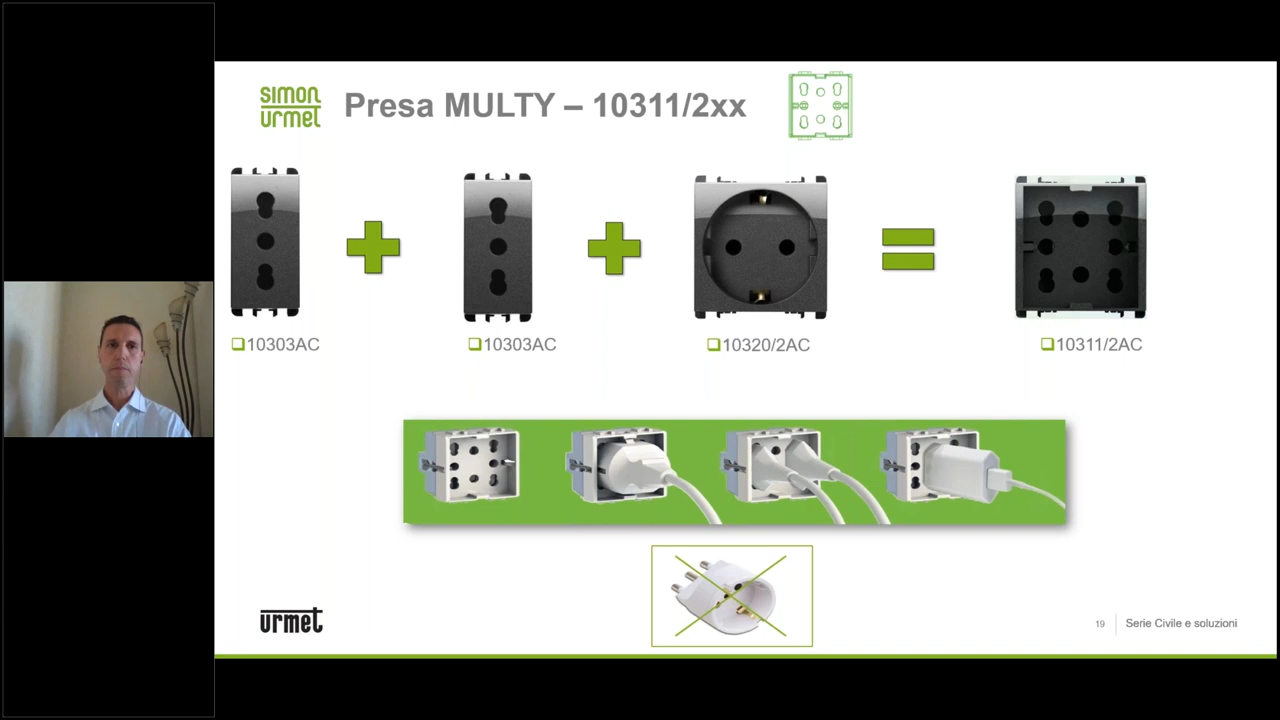 simon
urmet
Presa MULTY – 10311/2xx
10303AC
10303AC
10320/2AC
10311/2AC
urmet
19
Serie Civile e soluzioni